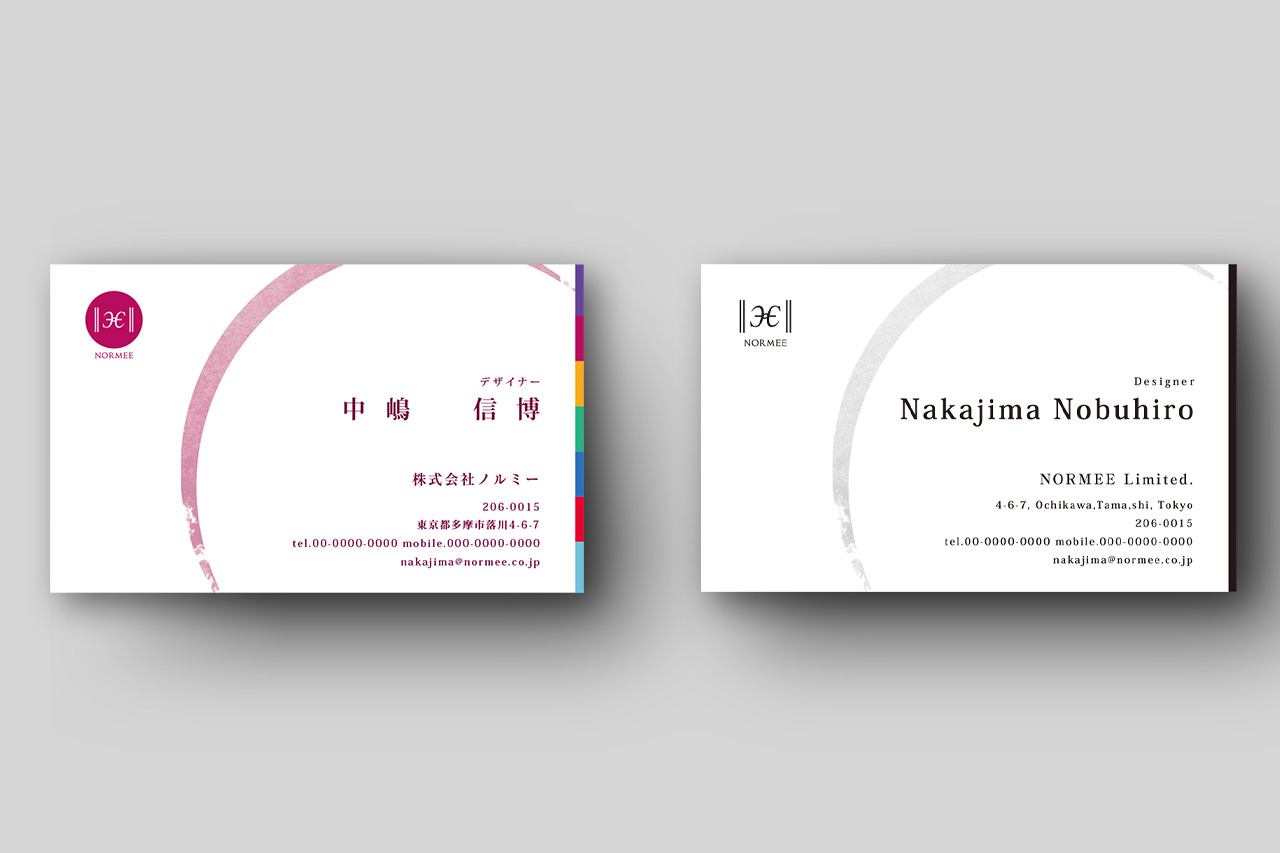 NORMEE
デザイナー
中嶋 信博
株式会社ノルミー
206-0015
東京都多摩市落川4-6-7
tel.00-0000-0000 mobile.000-0000-0000
nakajima@normee.co.jp
NORMEE
Designer
Nakajima Nobuhiro
NORMEE Limited.
4-6-7, Ochikawa,Tama,shi, Tokyo
206-0015
tel.00-0000-0000 mobile.000-0000-0000
nakajima@normee.co.jp